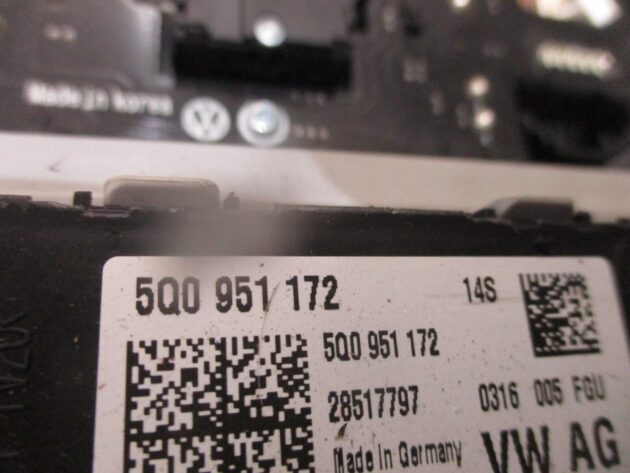 Made in korea
5Q0 951 172 14S
5Q0 951 172
28517797 0316 005 FGU
Made in Germany VW AG